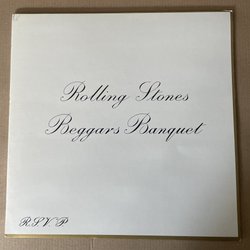 Rolling Stones
Beggars Banquet
R.S.V.P.